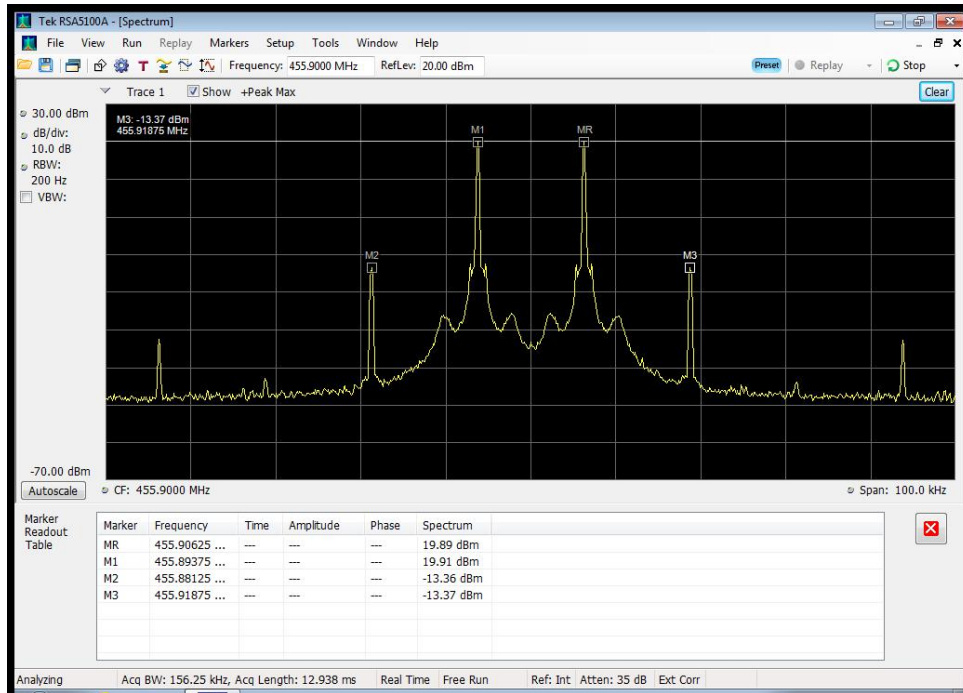 Tek RSA5100A - [Spectrum]
File View Run Replay Markers Setup Tools Window Help
T Frequency: 455.9000 MHz RefLev: 20.00 dBm Preset Replay Stop
Trace 1 Show +Peak Max Clear
30.00 dBm
dB/div:
10.0 dB
RBW:
200 Hz
VBW:
M3: -13.37 dBm
455.91875 MHz
M1 MR
M2 M3
-70.00 dBm
Autoscale CF: 455.9000 MHz Span: 100.0 kHz
Marker
Readout
Table
Marker Frequency Time Amplitude Phase Spectrum
MR 455.90625 ... --- --- --- 19.89 dBm
M1 455.89375 ... --- --- --- 19.91 dBm
M2 455.88125 ... --- --- --- -13.36 dBm
M3 455.91875 ... --- --- --- -13.37 dBm
Analyzing Acq BW: 156.25 kHz, Acq Length: 12.938 ms Real Time Free Run Ref: Int Atten: 35 dB Ext Corr